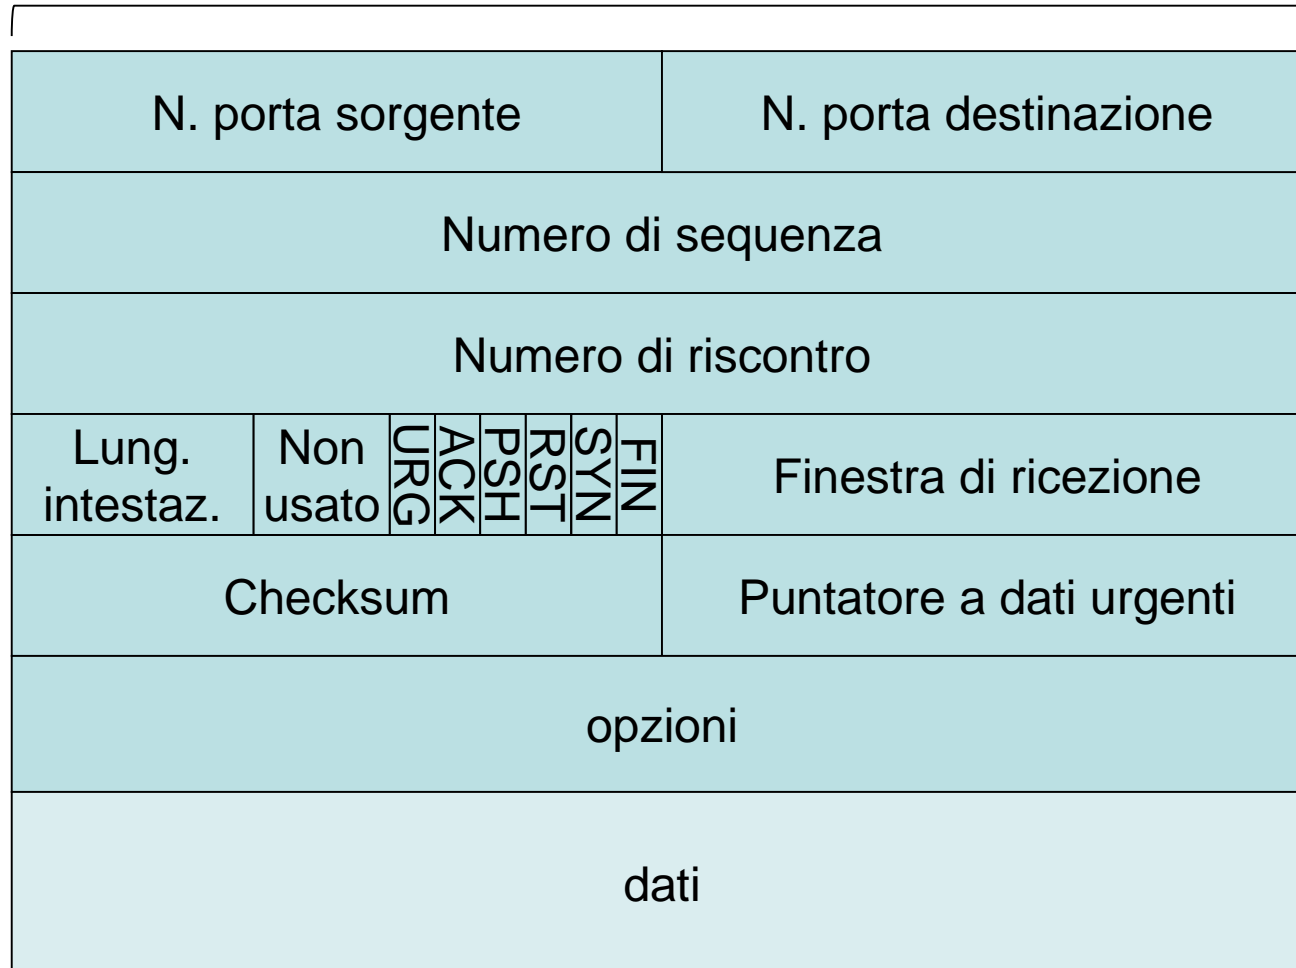 N. porta sorgente
N. porta destinazione
Numero di sequenza
Numero di riscontro
Lung.
intestaz.
Non
usato
URG
ACK
PSH
RST
SYN
FIN
Finestra di ricezione
Checksum
Puntatore a dati urgenti
opzioni
dati